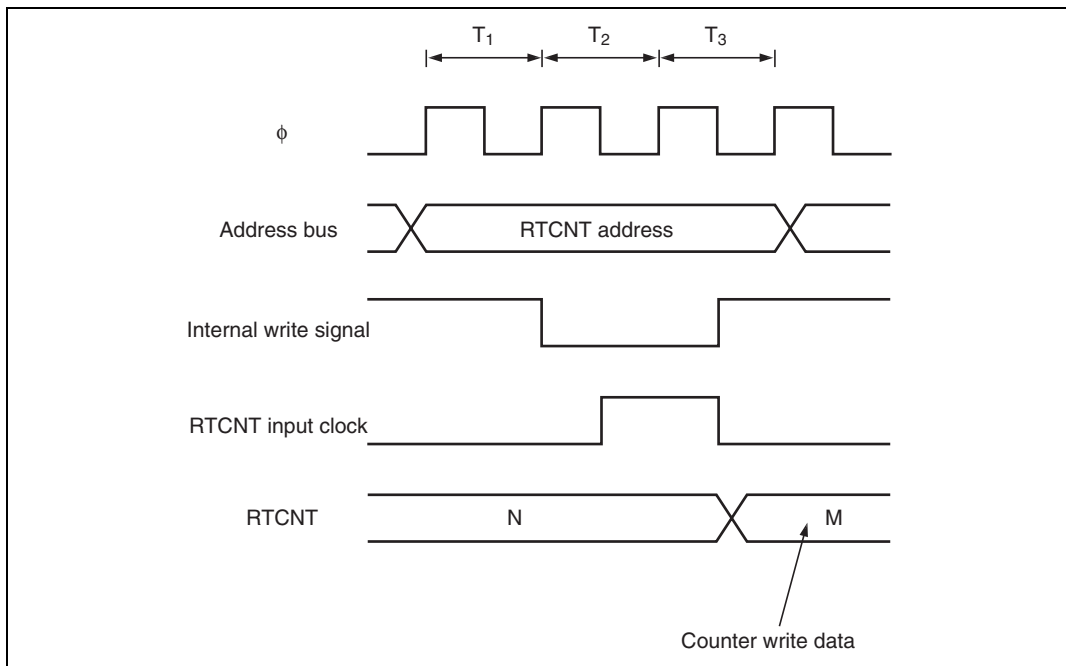 T1 T2 T3
ϕ
Address bus RTCNT address
Internal write signal
RTCNT input clock
RTCNT N M
Counter write data